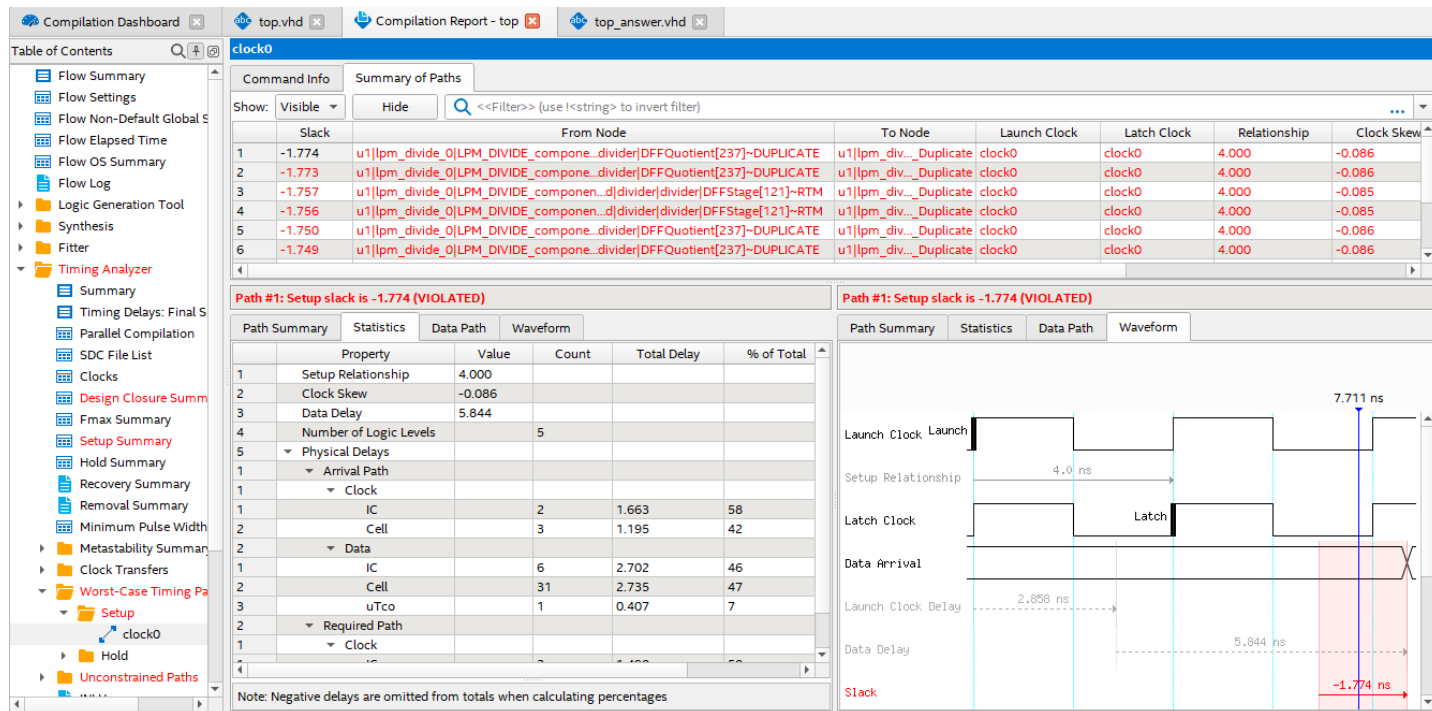 Compilation Dashboard
top.vhd
Compilation Report - top
top_answer.vhd
Table of Contents
Flow Summary
Flow Settings
Flow Non-Default Global S
Flow Elapsed Time
Flow OS Summary
Flow Log
Logic Generation Tool
Synthesis
Fitter
Timing Analyzer
Summary
Timing Delays: Final S
Parallel Compilation
SDC File List
Clocks
Design Closure Summ
Fmax Summary
Setup Summary
Hold Summary
Recovery Summary
Removal Summary
Minimum Pulse Width
Metastability Summar
Clock Transfers
Worst-Case Timing Pa
Setup
clock0
Hold
Unconstrained Paths
clock0
Command Info Summary of Paths
Show: Visible Hide <<Filter>> (use !<string> to invert filter) ...
Slack From Node To Node Launch Clock Latch Clock Relationship Clock Skew
1 -1.774 u1|lpm_divide_0|LPM_DIVIDE_compone...divider|DFFQuotient[237]~DUPLICATE u1|lpm_div..._Duplicate clock0 clock0 4.000 -0.086
2 -1.773 u1|lpm_divide_0|LPM_DIVIDE_compone...divider|DFFQuotient[237]~DUPLICATE u1|lpm_div..._Duplicate clock0 clock0 4.000 -0.086
3 -1.757 u1|lpm_divide_0|LPM_DIVIDE_componen...d|divider|divider|DFFStage[121]~RTM u1|lpm_div..._Duplicate clock0 clock0 4.000 -0.085
4 -1.756 u1|lpm_divide_0|LPM_DIVIDE_componen...d|divider|divider|DFFStage[121]~RTM u1|lpm_div..._Duplicate clock0 clock0 4.000 -0.085
5 -1.750 u1|lpm_divide_0|LPM_DIVIDE_compone...divider|DFFQuotient[237]~DUPLICATE u1|lpm_div..._Duplicate clock0 clock0 4.000 -0.086
6 -1.749 u1|lpm_divide_0|LPM_DIVIDE_compone...divider|DFFQuotient[237]~DUPLICATE u1|lpm_div..._Duplicate clock0 clock0 4.000 -0.086
Path #1: Setup slack is -1.774 (VIOLATED)
Path Summary Statistics Data Path Waveform
Property Value Count Total Delay % of Total
1 Setup Relationship 4.000
2 Clock Skew -0.086
3 Data Delay 5.844
4 Number of Logic Levels 5
5 Physical Delays
1 Arrival Path
1 Clock
1 IC 2 1.663 58
2 Cell 3 1.195 42
2 Data
1 IC 6 2.702 46
2 Cell 31 2.735 47
3 uTco 1 0.407 7
2 Required Path
1 Clock
Note: Negative delays are omitted from totals when calculating percentages
Path #1: Setup slack is -1.774 (VIOLATED)
Path Summary Statistics Data Path Waveform
7.711 ns
Launch Clock Launch
Setup Relationship 4.0 ns
Latch Clock Latch
Data Arrival
Launch Clock Delay 2.858 ns
Data Delay 5.844 ns
Slack -1.774 ns